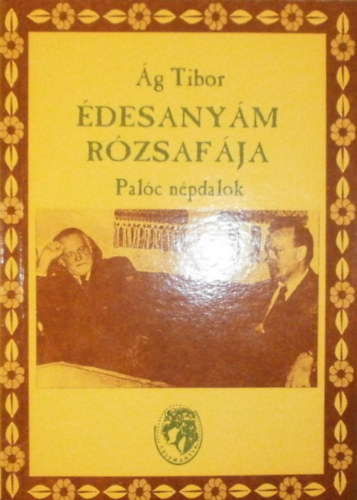 Ág Tibor
ÉDESANYÁM
RÓZSAFÁJA
Palóc népdalok